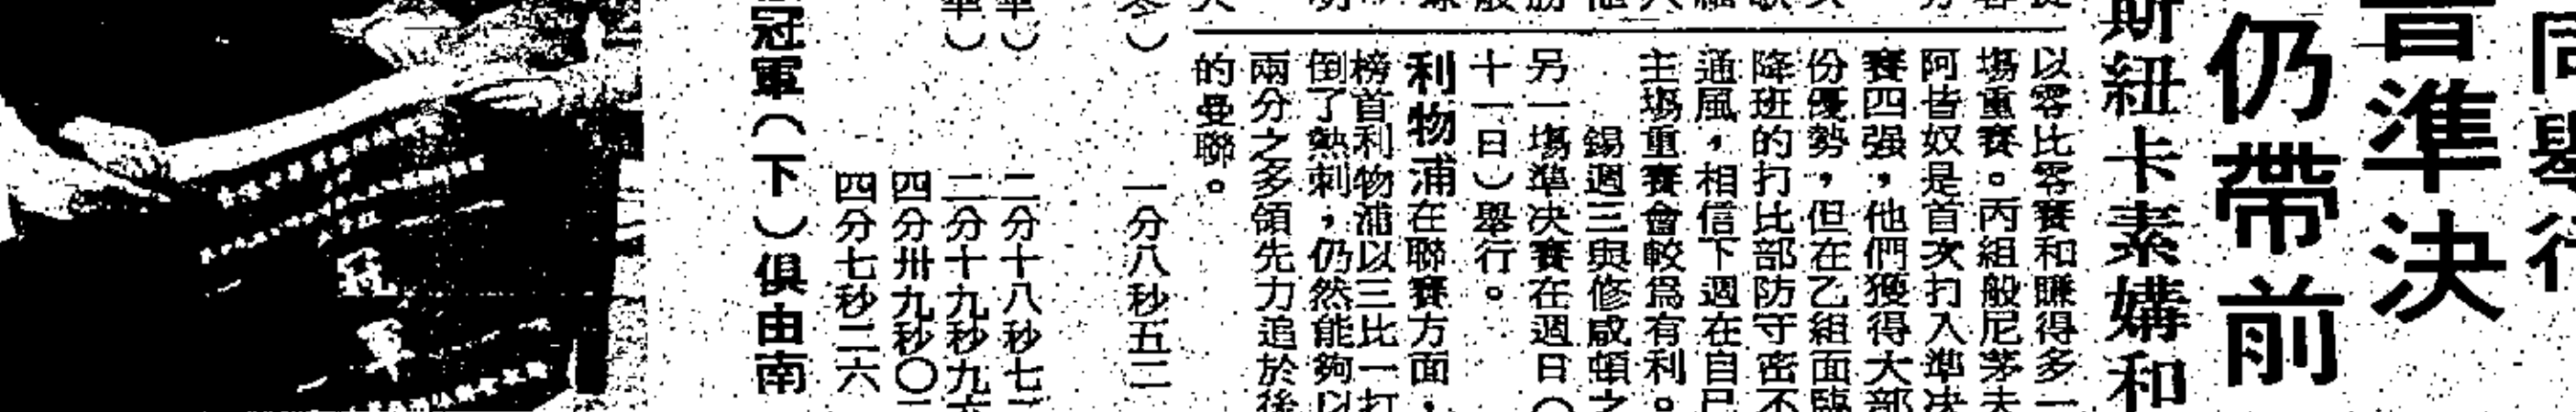 同舉行
準決
仍帶前
斯紐卡素媾和
以零比零賽和賺得多一
場重賽。丙組般尼茅夫
阿皆奴是首次打入準決
賽四强，他們獲得大部
份優勢，但在乙組面臨
降班的打比部防守密不
通風，相信下週在自己
主場重賽會較爲有利。
錫週三與修咸頓之
另一場準决賽在週日（
十一日）舉行。
利物浦在聯賽方面，
榜首利物浦以三比一打
倒了熱刺，仍然能夠以
兩分之多領先力追於後
的曼聯。
一分八秒五二
二分十八秒七
二分十九秒九
四分卅九秒〇
四分七秒二六
冠軍（下）俱由南